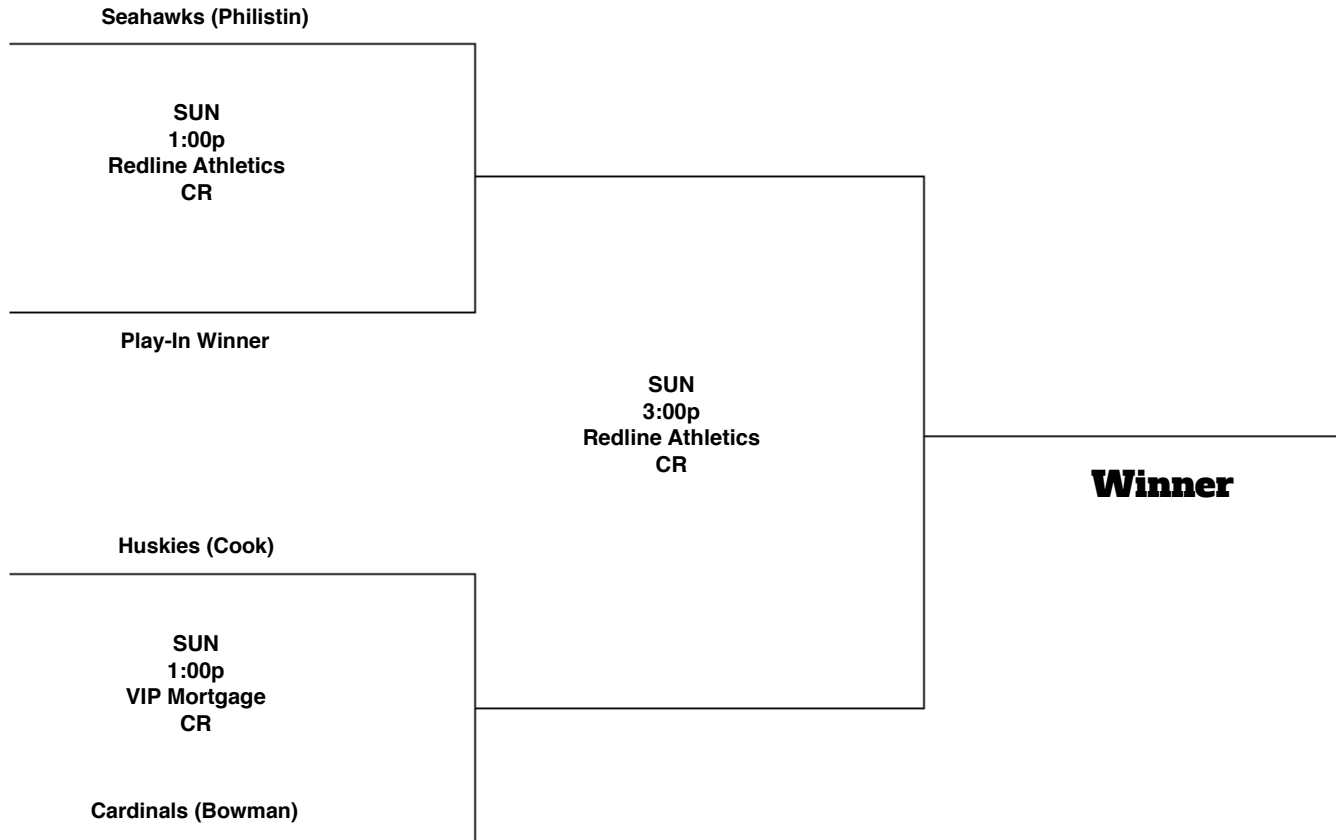 Seahawks (Philistin)
SUN
1:00p
Redline Athletics
CR
Play-In Winner
SUN
3:00p
Redline Athletics
CR
Winner
Huskies (Cook)
SUN
1:00p
VIP Mortgage
CR
Cardinals (Bowman)